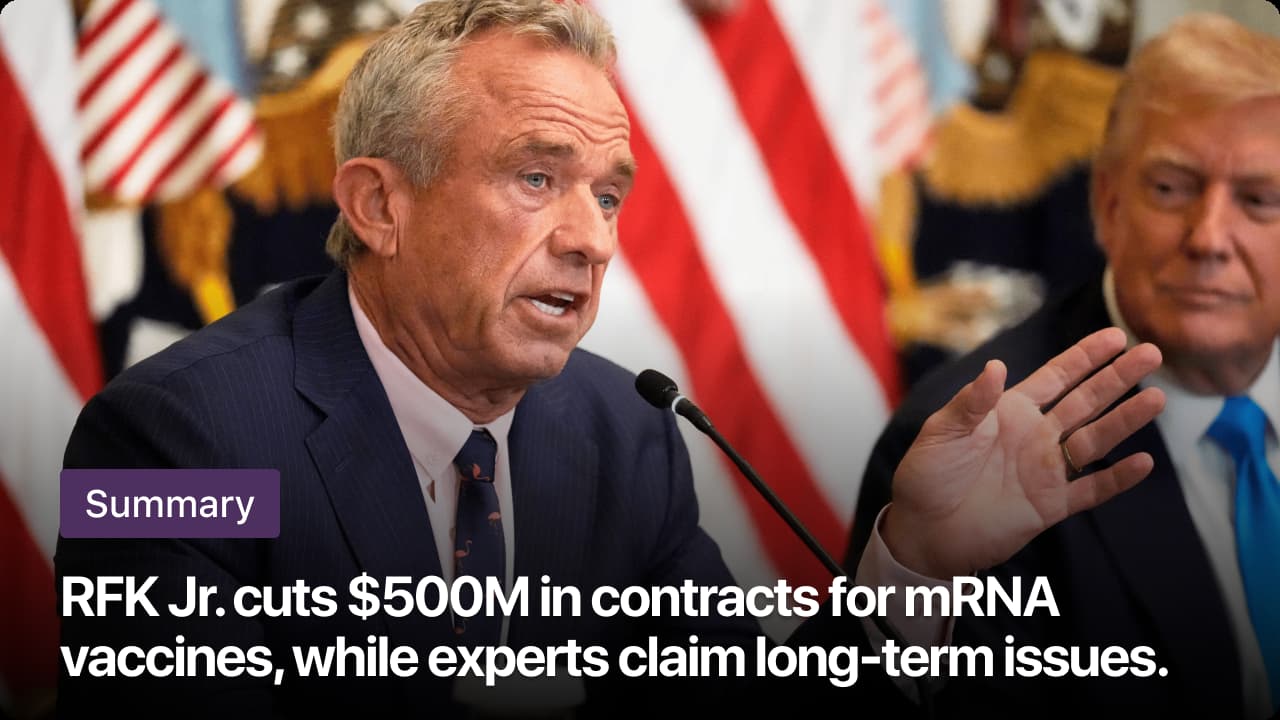 Summary
RFK Jr. cuts $500M in contracts for mRNA
vaccines, while experts claim long-term issues.